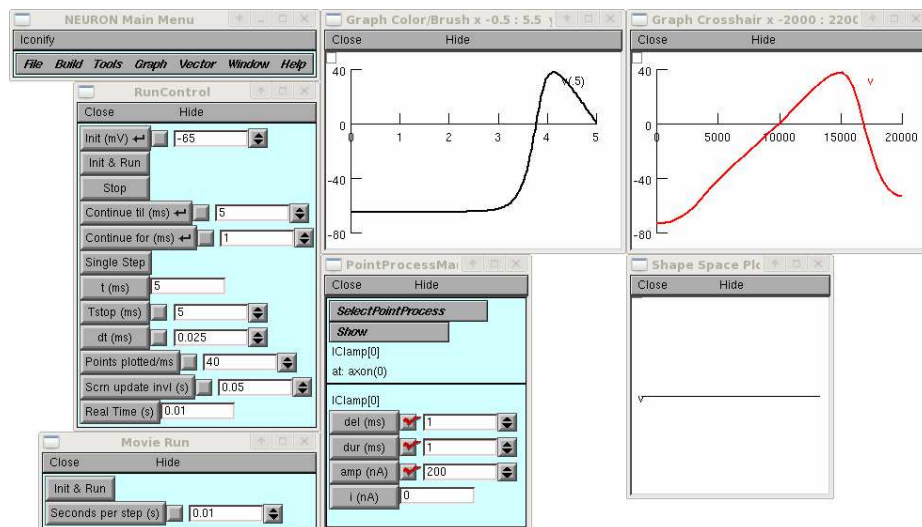 NEURON Main Menu
Iconify
File Build Tools Graph Vector Window Help
RunControl
Close Hide
Init (mV) -65
Init & Run
Stop
Continue til (ms) 5
Continue for (ms) 1
Single Step
t (ms) 5
Tstop (ms) 5
dt (ms) 0.025
Points plotted/ms 40
Scrn update invl (s) 0.05
Real Time (s) 0.01
Movie Run
Close Hide
Init & Run
Seconds per step (s) 0.01
Graph Color/Brush x -0.5 : 5.5 y
Close Hide
40
v(.5)
0
0 1 2 3 4 5
-40
-80
PointProcessMa
Close Hide
SelectPointProcess
Show
IClamp[0]
at: axon(0)
IClamp[0]
del (ms) 1
dur (ms) 1
amp (nA) 200
i (nA) 0
Graph Crosshair x -2000 : 2200
Close Hide
40
v
0
0 5000 10000 15000 20000
-40
-80
Shape Space Plo
Close Hide
v